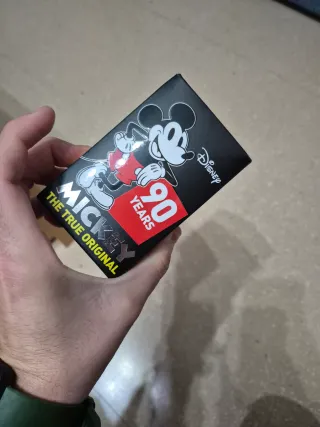 Disney
90
YEARS
MICKEY
THE TRUE ORIGINAL